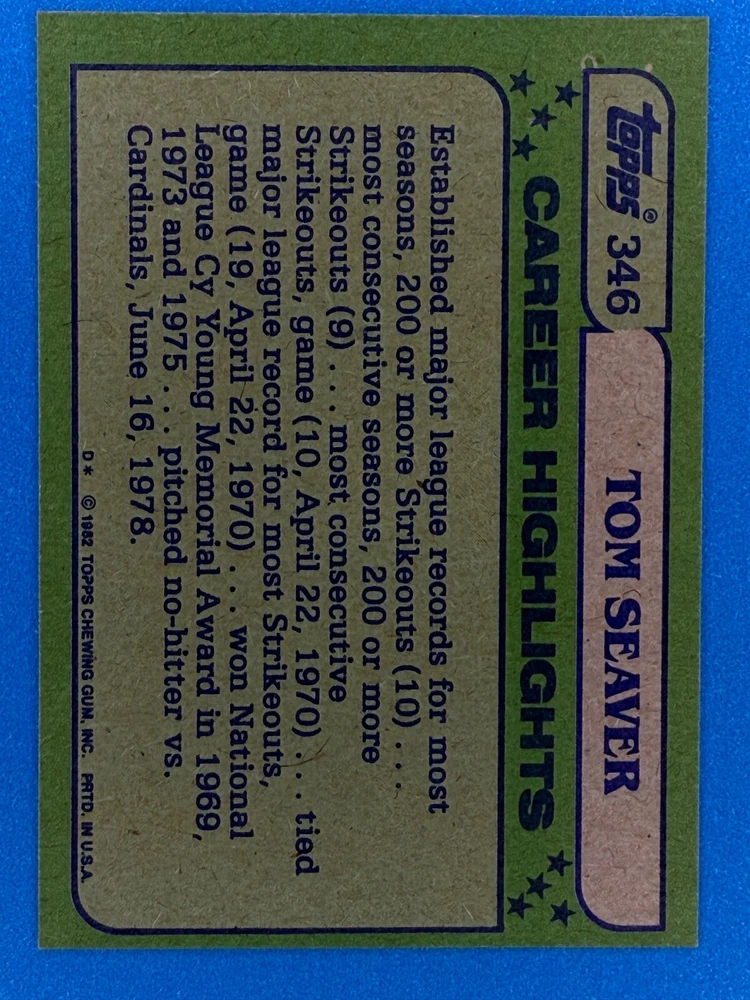 Topps® 346
TOM SEAVER
CAREER HIGHLIGHTS
Established major league records for most
seasons, 200 or more Strikeouts (10) . . .
most consecutive seasons, 200 or more
Strikeouts (9) . . . most consecutive
Strikeouts, game (10, April 22, 1970) . . . tied
major league record for most Strikeouts,
game (19, April 22, 1970) . . . won National
League Cy Young Memorial Award in 1969,
1973 and 1975 . . . pitched no-hitter vs.
Cardinals, June 16, 1978.
D* © 1982 TOPPS CHEWING GUM, INC. PRTD. IN U.S.A.